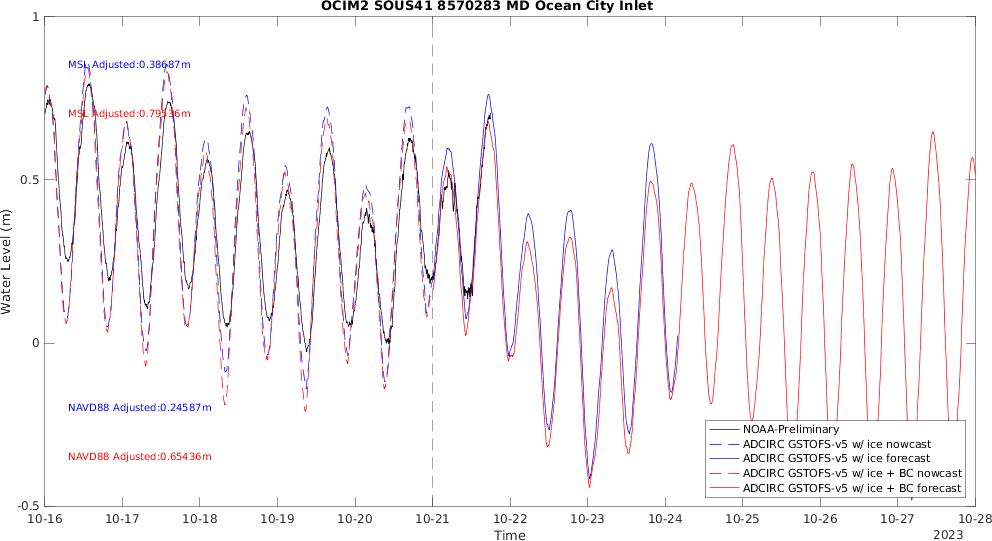 OCIM2 SOUS41 8570283 MD Ocean City Inlet
1
MSL Adjusted:0.38687m
MSL Adjusted:0.79536m
0.5
Water Level (m)
0
NAVD88 Adjusted:0.24587m
NAVD88 Adjusted:0.65436m
-0.5
NOAA-Preliminary
ADCIRC GSTOFS-v5 w/ ice nowcast
ADCIRC GSTOFS-v5 w/ ice forecast
ADCIRC GSTOFS-v5 w/ ice + BC nowcast
ADCIRC GSTOFS-v5 w/ ice + BC forecast
10-16 10-17 10-18 10-19 10-20 10-21 10-22 10-23 10-24 10-25 10-26 10-27 10-28
Time
2023